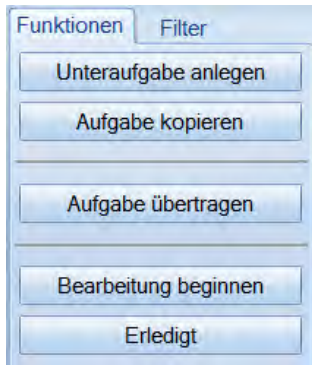 Funktionen Filter
Unteraufgabe anlegen
Aufgabe kopieren
Aufgabe übertragen
Bearbeitung beginnen
Erledigt